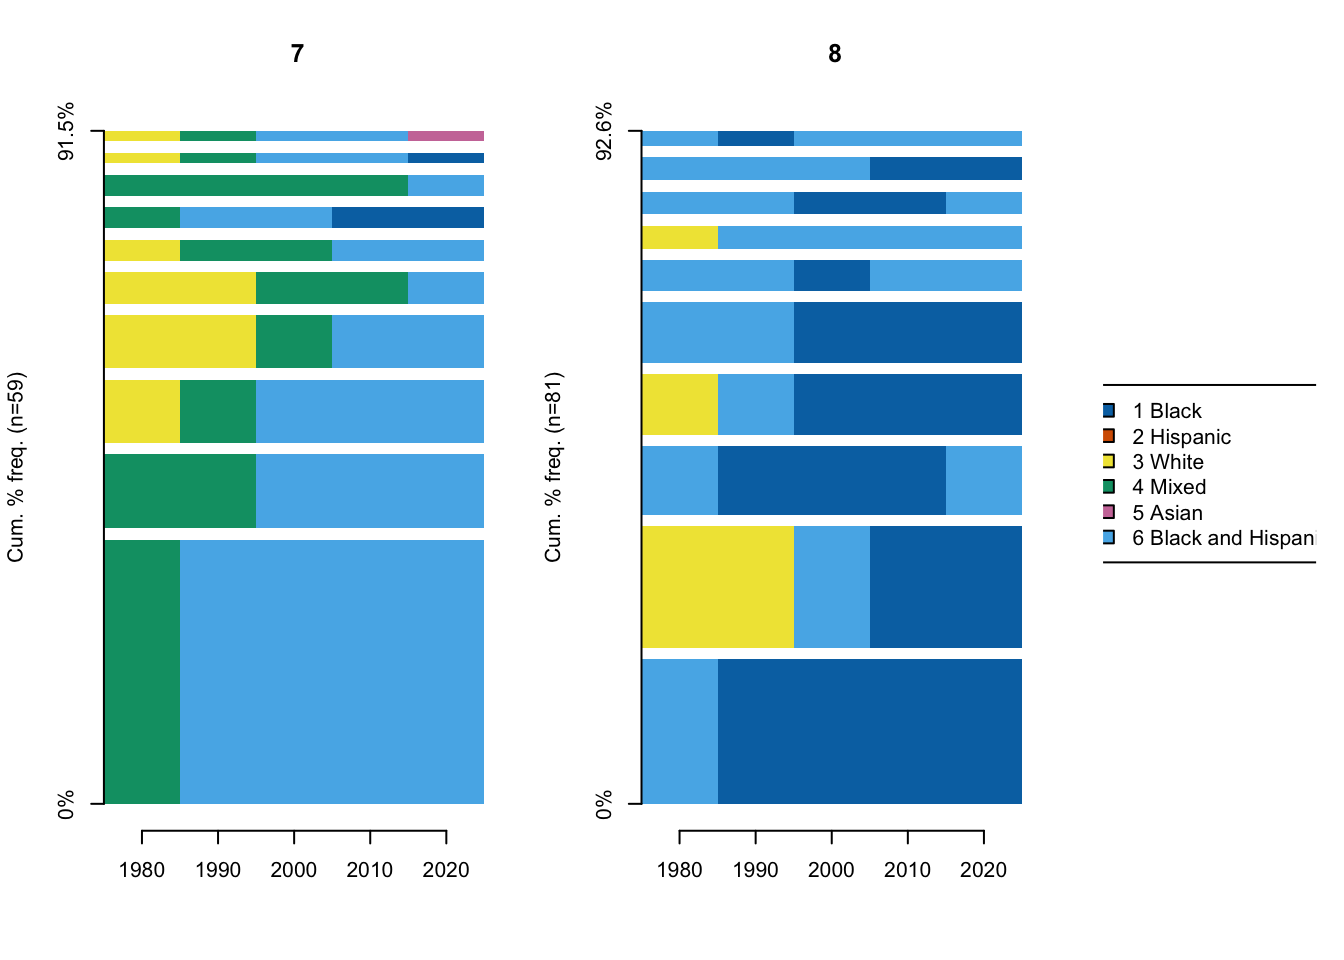 7
91.5%
Cum. % freq. (n=59)
0%
1980 1990 2000 2010 2020
8
92.6%
Cum. % freq. (n=81)
0%
1980 1990 2000 2010 2020
1 Black
2 Hispanic
3 White
4 Mixed
5 Asian
6 Black and Hispani